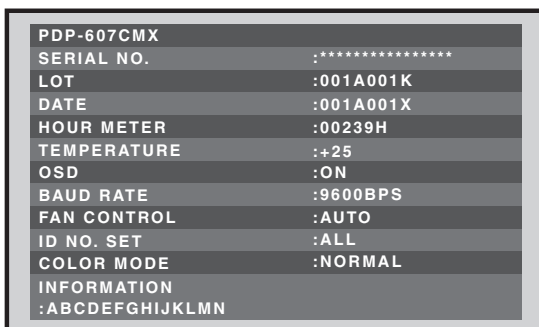 PDP-607CMX
SERIAL NO. :****************
LOT :001A001K
DATE :001A001X
HOUR METER :00239H
TEMPERATURE :+25
OSD :ON
BAUD RATE :9600BPS
FAN CONTROL :AUTO
ID NO. SET :ALL
COLOR MODE :NORMAL
INFORMATION
:ABCDEFGHIJKLMN